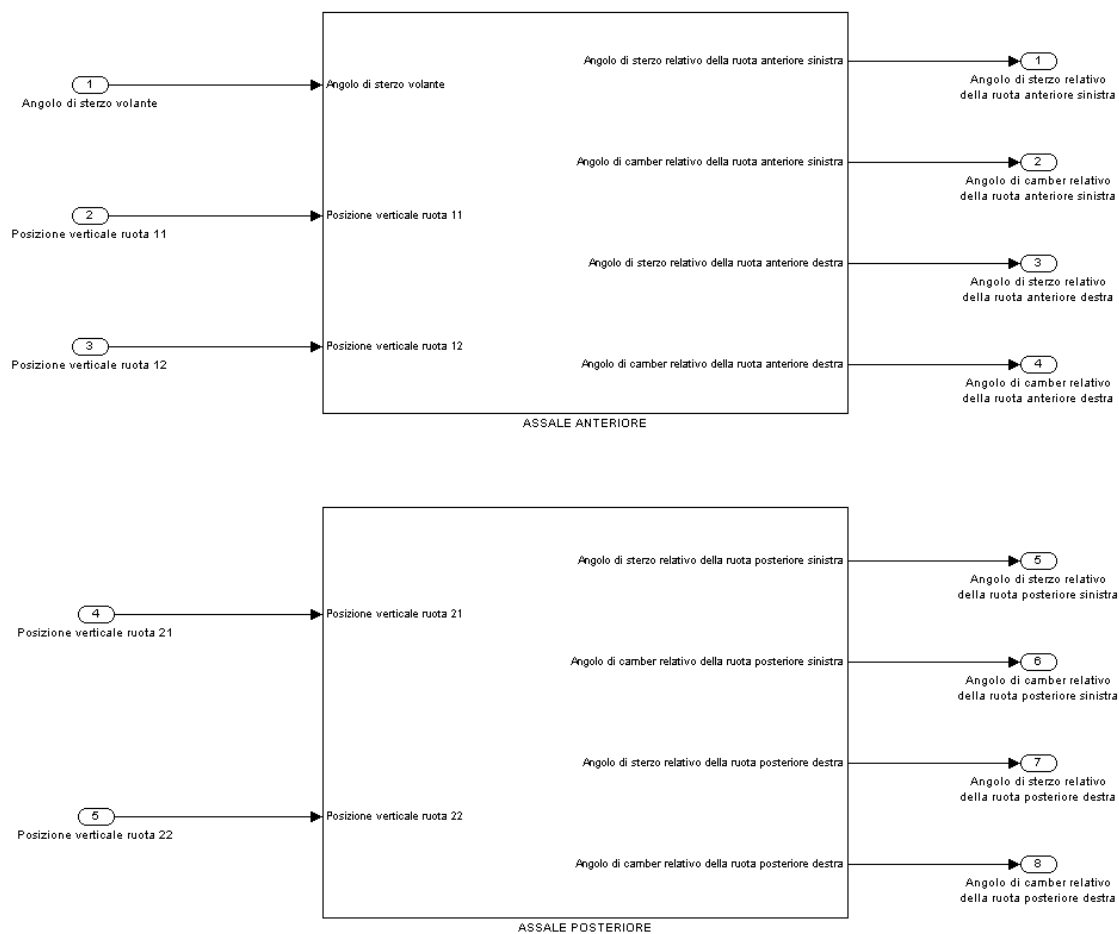 Angolo di sterzo relativo della ruota anteriore sinistra
1
1
Angolo di sterzo volante
Angolo di sterzo relativo
della ruota anteriore sinistra
Angolo di sterzo volante
Angolo di camber relativo della ruota anteriore sinistra
2
Angolo di camber relativo
della ruota anteriore sinistra
2
Posizione verticale ruota 11
Posizione verticale ruota 11
Angolo di sterzo relativo della ruota anteriore destra
3
Angolo di sterzo relativo
della ruota anteriore destra
3
Posizione verticale ruota 12
Posizione verticale ruota 12
Angolo di camber relativo della ruota anteriore destra
4
Angolo di camber relativo
della ruota anteriore destra
ASSALE ANTERIORE
Angolo di sterzo relativo della ruota posteriore sinistra
5
Angolo di sterzo relativo
della ruota posteriore sinistra
4
Posizione verticale ruota 21
Posizione verticale ruota 21
Angolo di camber relativo della ruota posteriore sinistra
6
Angolo di camber relativo
della ruota posteriore sinistra
Angolo di sterzo relativo della ruota posteriore destra
7
Angolo di sterzo relativo
della ruota posteriore destra
5
Posizione verticale ruota 22
Posizione verticale ruota 22
Angolo di camber relativo della ruota posteriore destra
8
Angolo di camber relativo
della ruota posteriore destra
ASSALE POSTERIORE